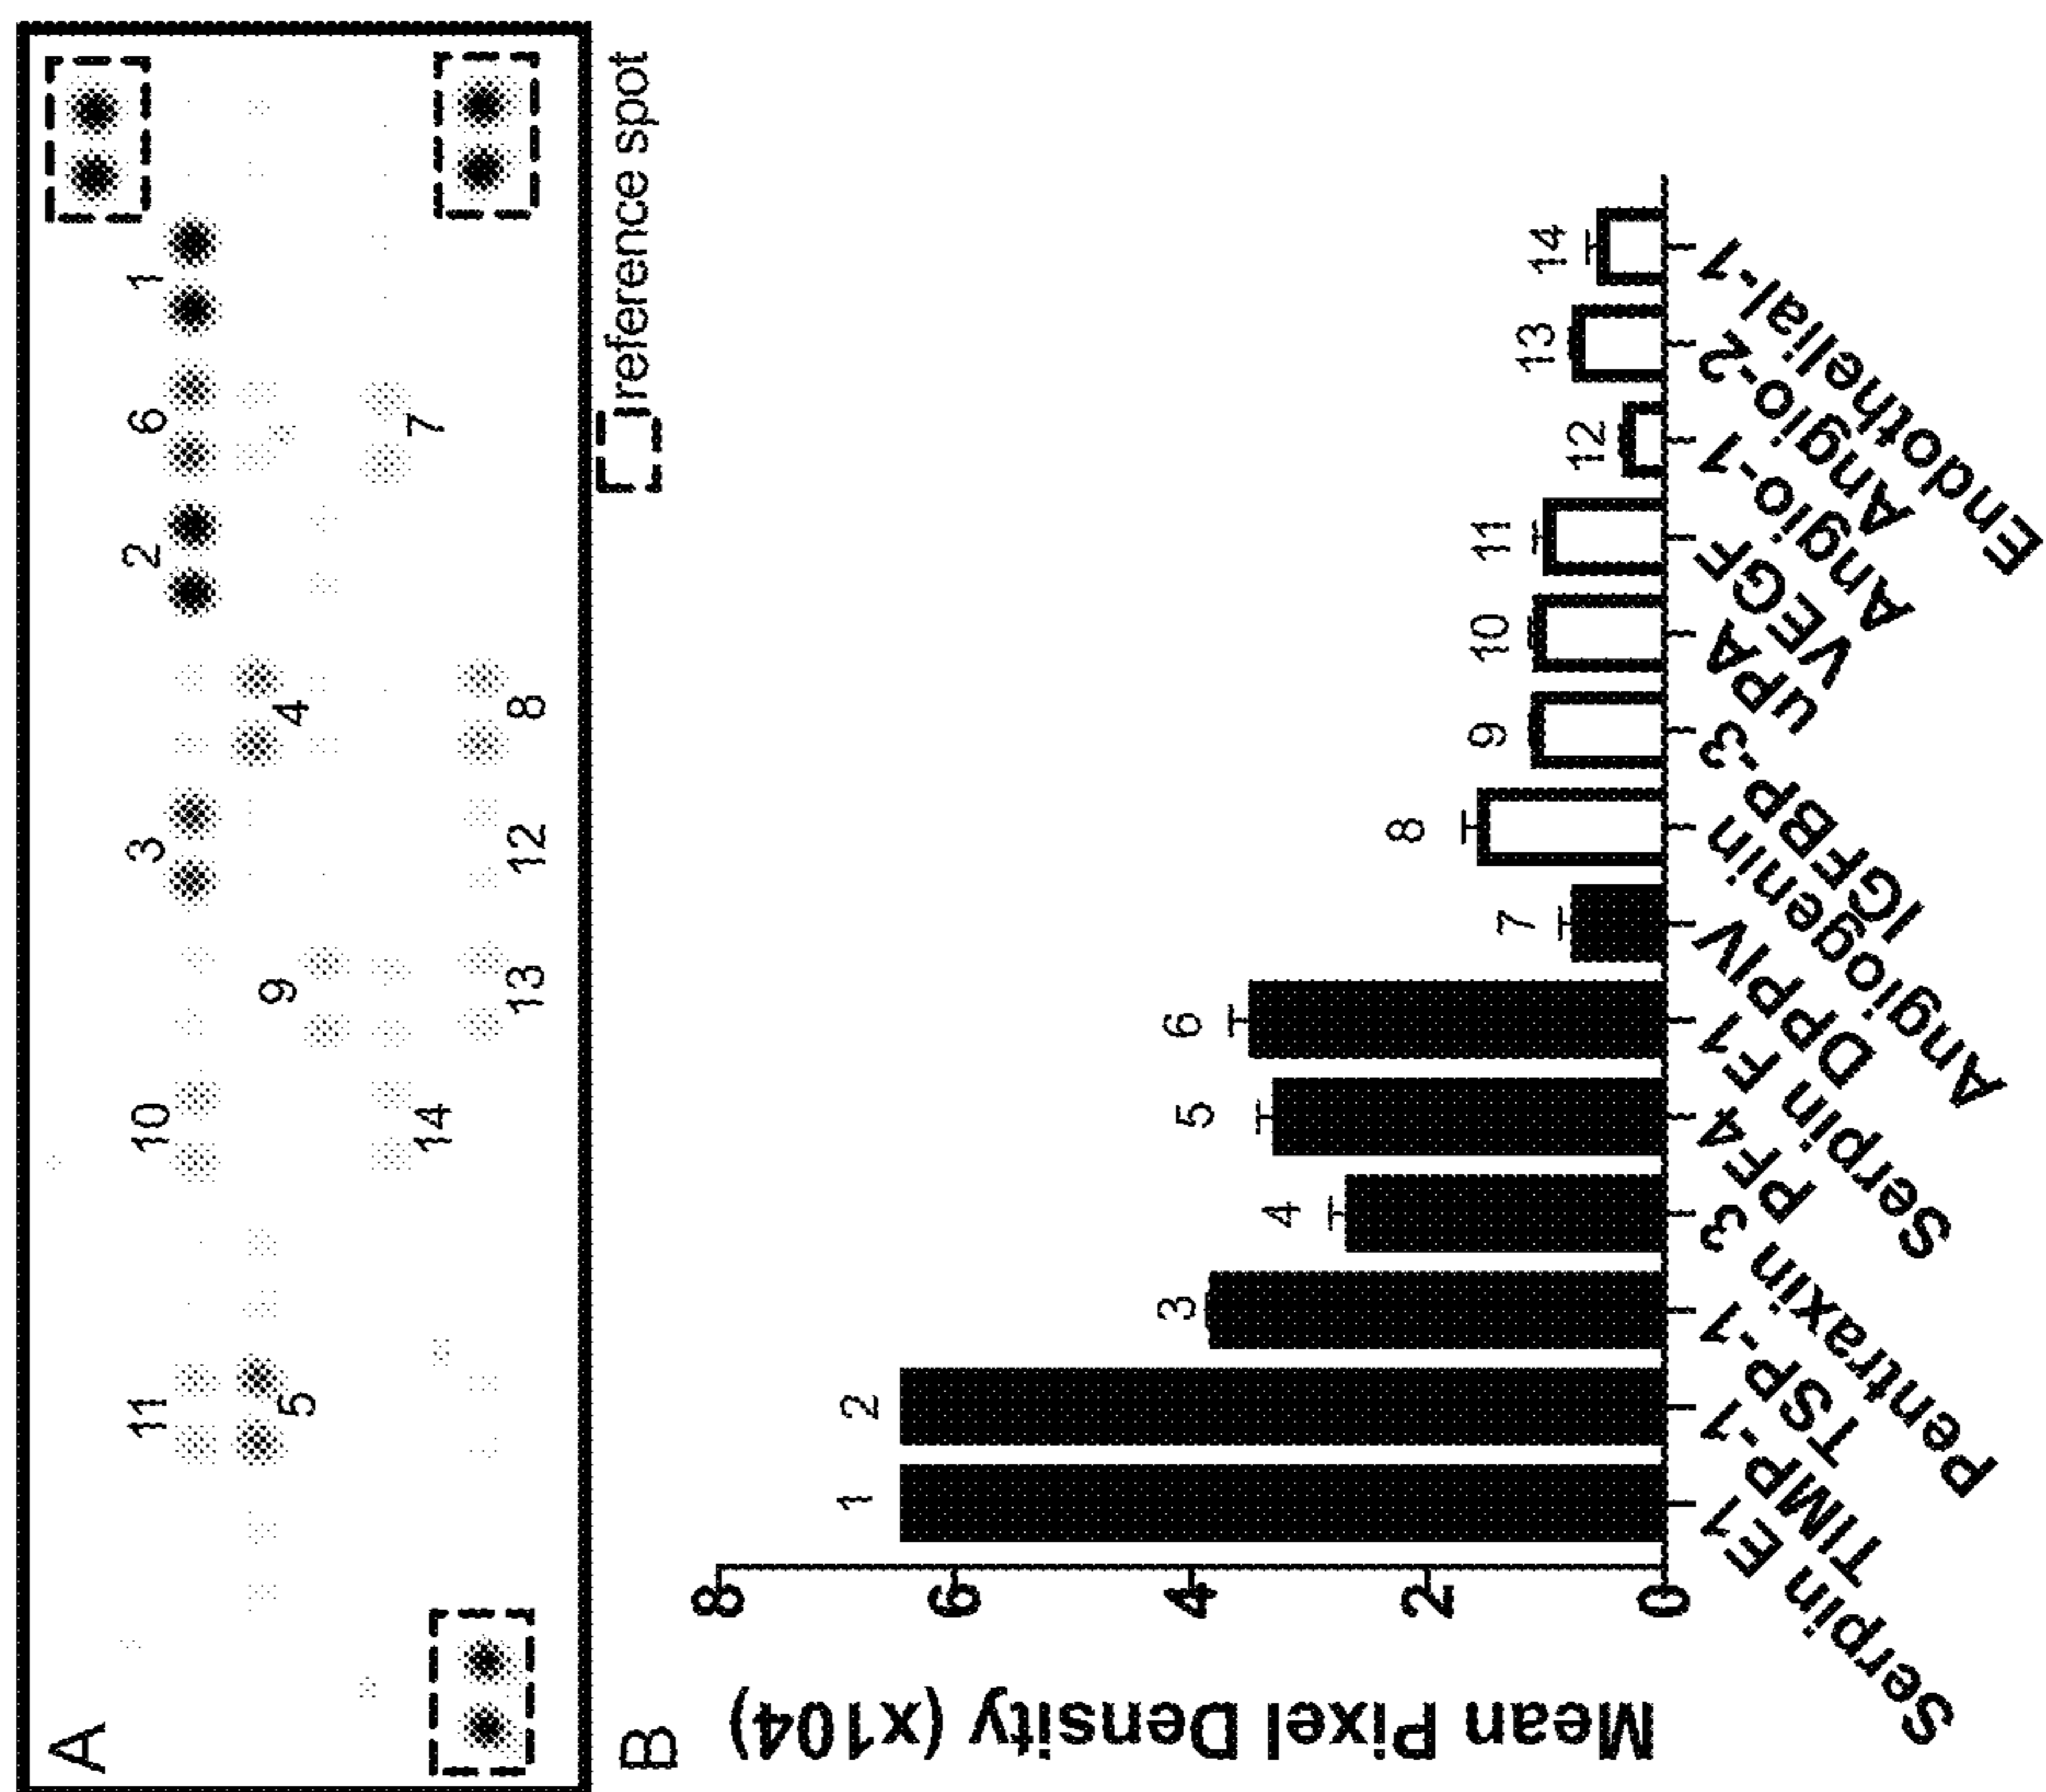 A
11
10
3
2
6
1
5
9
4
14
7
13
12
8
reference spot
B
Mean Pixel Density (x104)
8
6
4
2
0
1
2
3
4
5
6
7
8
9
10
11
12
13
14
Serpin E1
TIMP-1
TSP-1
Pentraxin 3
PF4
Serpin F1
DPPIV
Angiogenin
IGFBP-3
uPA
VEGF
Angio-1
Angio-2
Endothelial-1